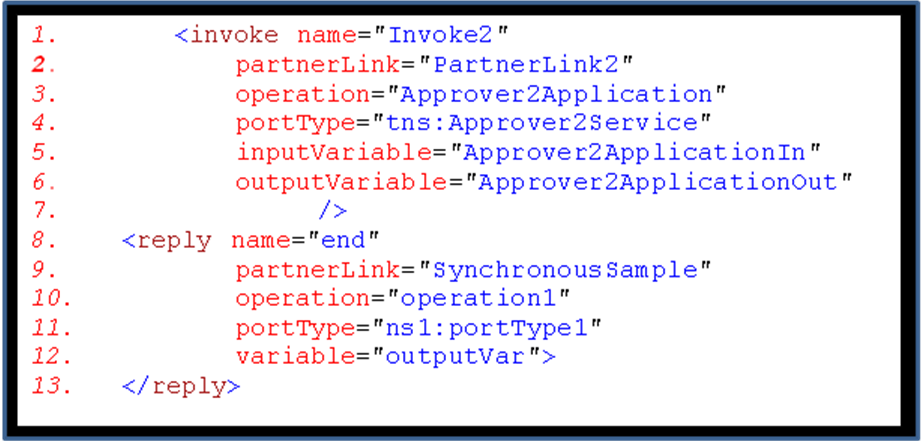 1. <invoke name="Invoke2"
2. partnerLink="PartnerLink2"
3. operation="Approver2Application"
4. portType="tns:Approver2Service"
5. inputVariable="Approver2ApplicationIn"
6. outputVariable="Approver2ApplicationOut"
7. />
8. <reply name="end"
9. partnerLink="SynchronousSample"
10. operation="operation1"
11. portType="ns1:portType1"
12. variable="outputVar">
13. </reply>